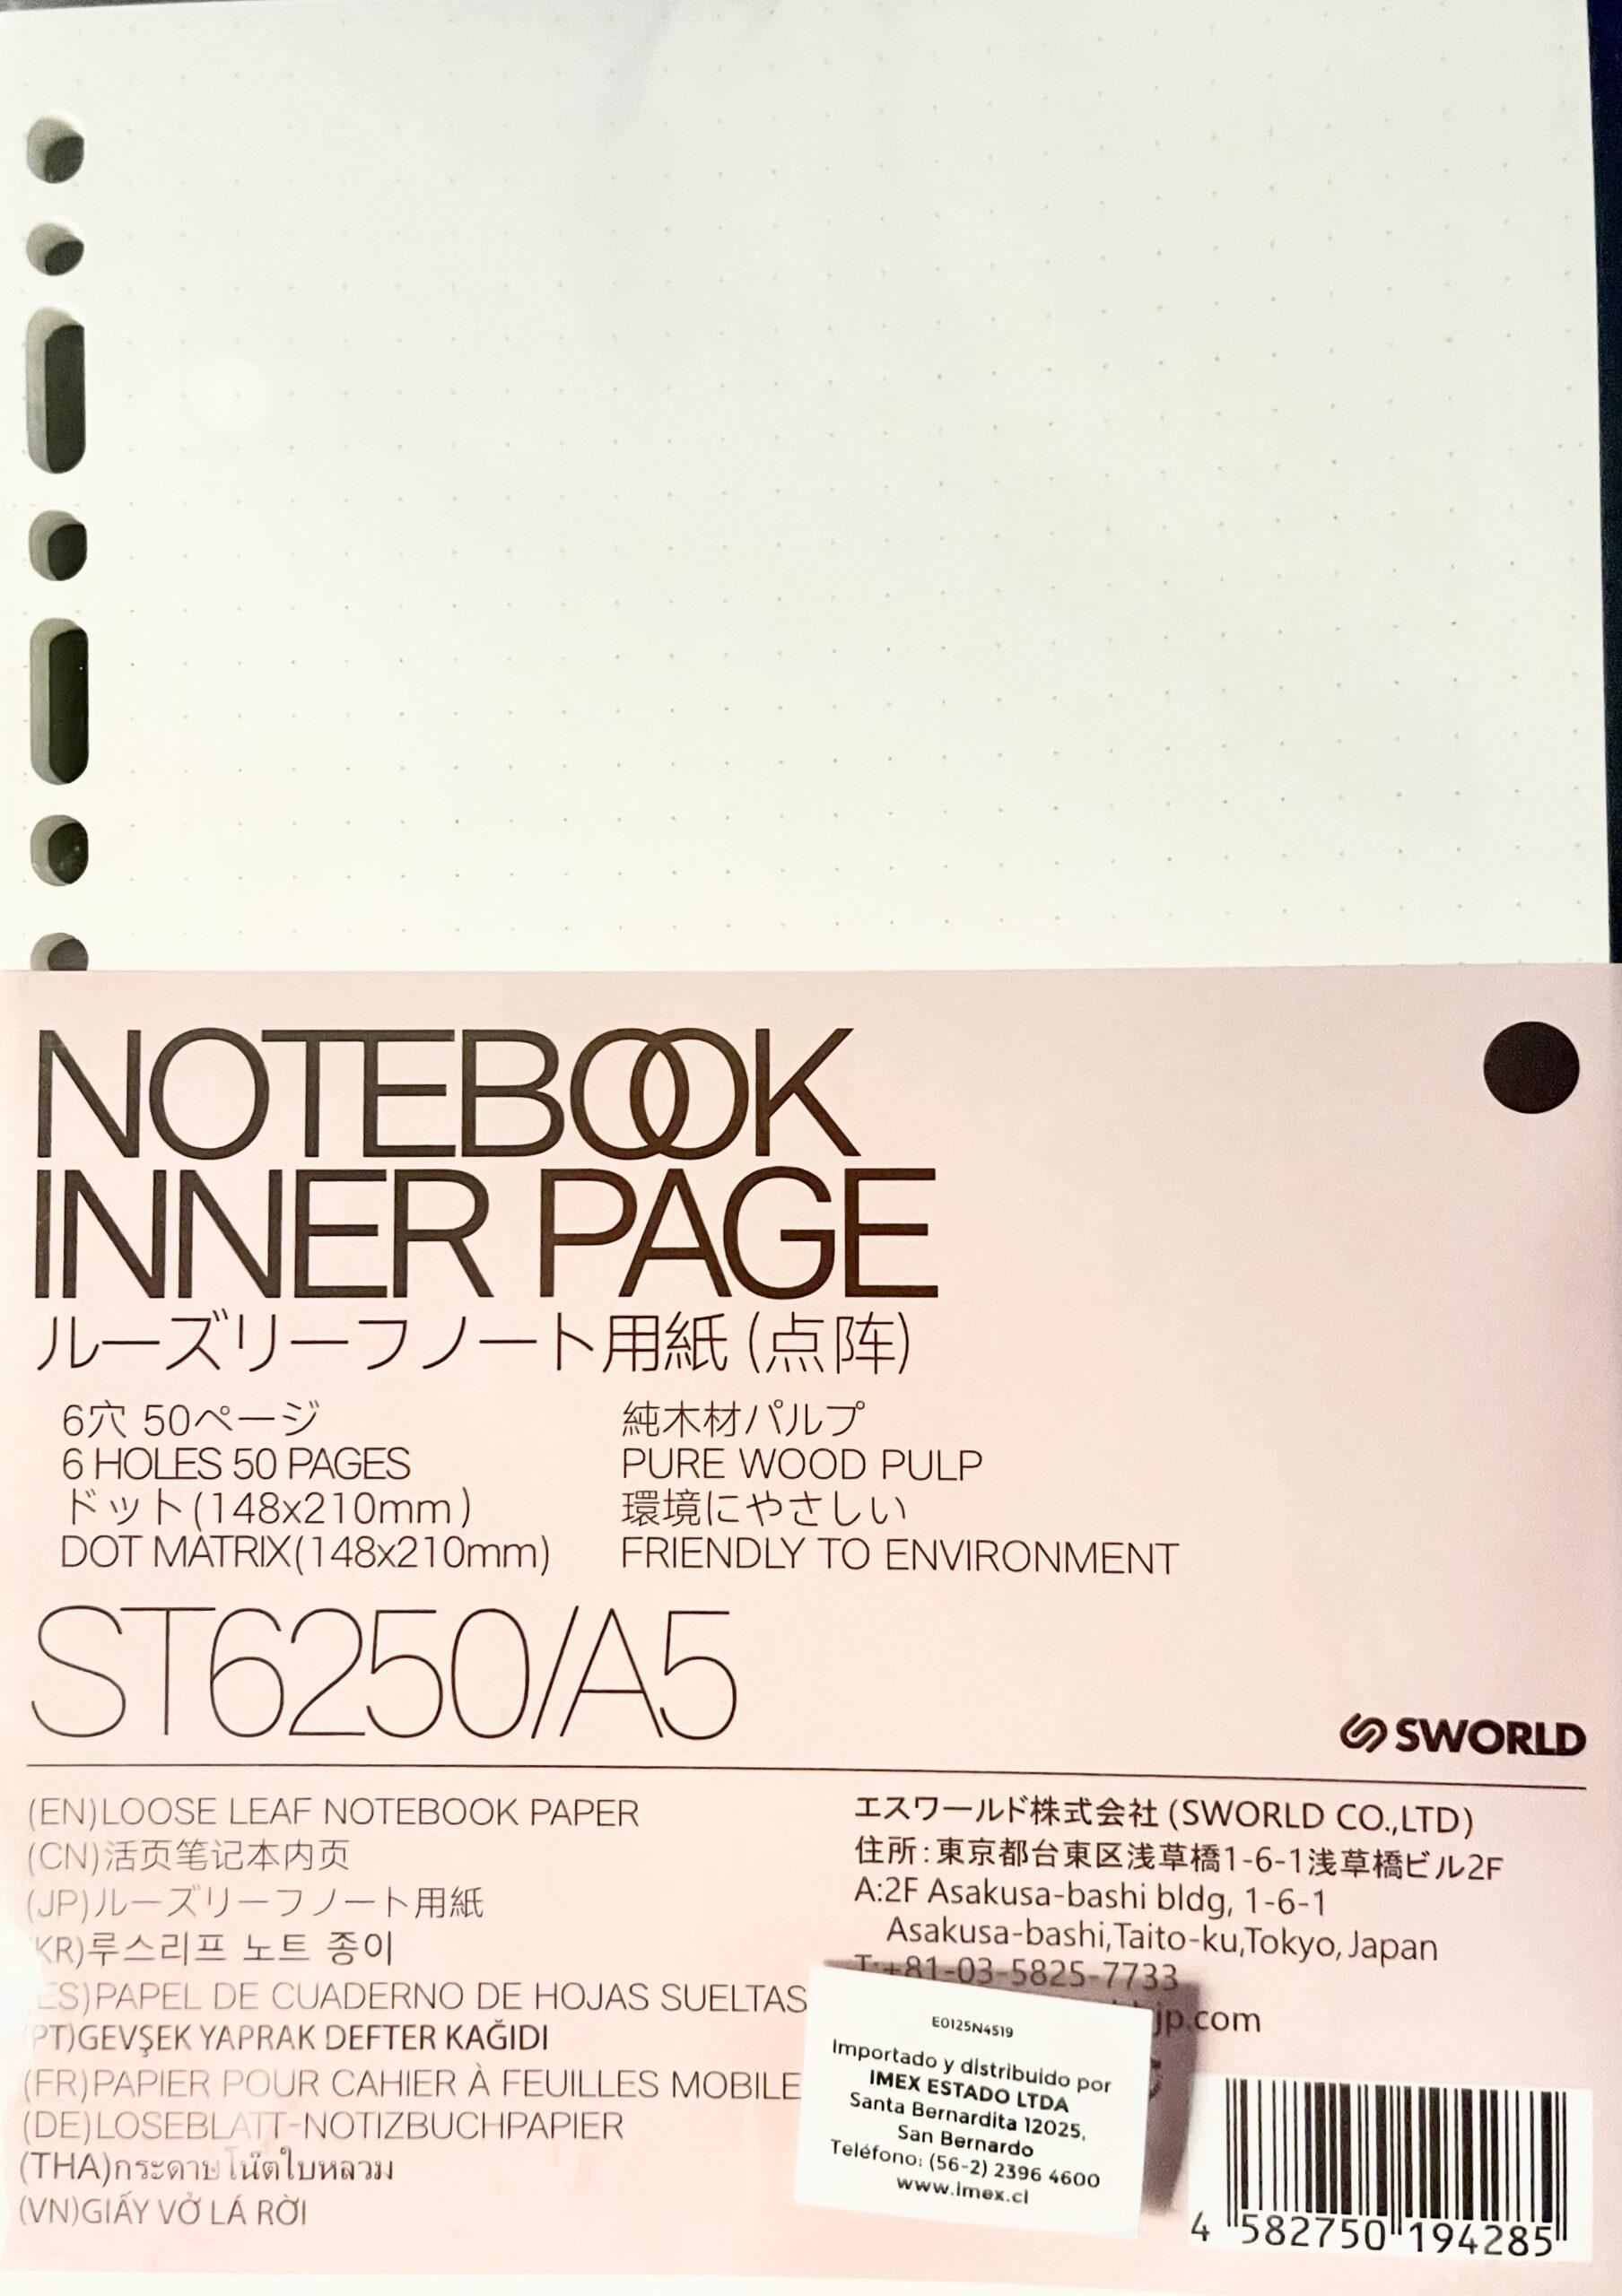 NOTEBOOK
INNER PAGE
ルーズリーフノート用紙(点阵)
6穴 50ページ
6 HOLES 50 PAGES
ドット(148x210mm)
DOT MATRIX(148x210mm)
純木材パルプ
PURE WOOD PULP
環境にやさしい
FRIENDLY TO ENVIRONMENT
ST6250/A5
SWORLD
(EN)LOOSE LEAF NOTEBOOK PAPER
(CN)活页笔记本内页
(JP)ルーズリーフノート用紙
(KR)루스리프 노트 종이
(ES)PAPEL DE CUADERNO DE HOJAS SUELTAS
(PT)GEVŞEK YAPRAK DEFTER KAĞIDI
(FR)PAPIER POUR CAHIER À FEUILLES MOBILE
(DE)LOSEBLATT-NOTIZBUCHPAPIER
(THA)กระดาษโน๊ตใบหลวม
(VN)GIẤY VỞ LÁ RỜI
エスワールド株式会社(SWORLD CO.,LTD)
住所:東京都台東区浅草橋1-6-1浅草橋ビル2F
A:2F Asakusa-bashi bldg, 1-6-1
Asakusa-bashi,Taito-ku,Tokyo,Japan
T:+81-03-5825-7733
jp.com
E0125N4519
Importado y distribuido por
IMEX ESTADO LTDA
Santa Bernardita 12025,
San Bernardo
Teléfono: (56-2) 2396 4600
www.imex.cl
4 582750 194285